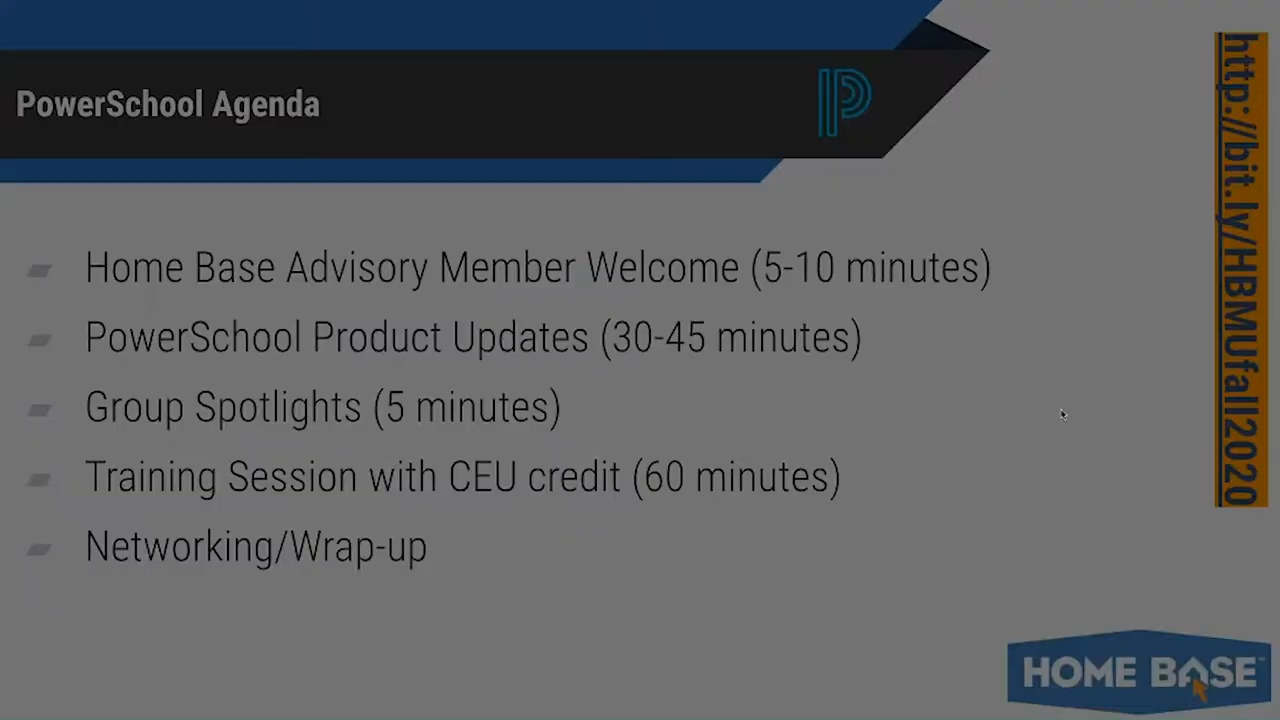 PowerSchool Agenda
Home Base Advisory Member Welcome (5-10 minutes)
PowerSchool Product Updates (30-45 minutes)
Group Spotlights (5 minutes)
Training Session with CEU credit (60 minutes)
Networking/Wrap-up
http://bit.ly/HBMUfall2020
HOME BASE™